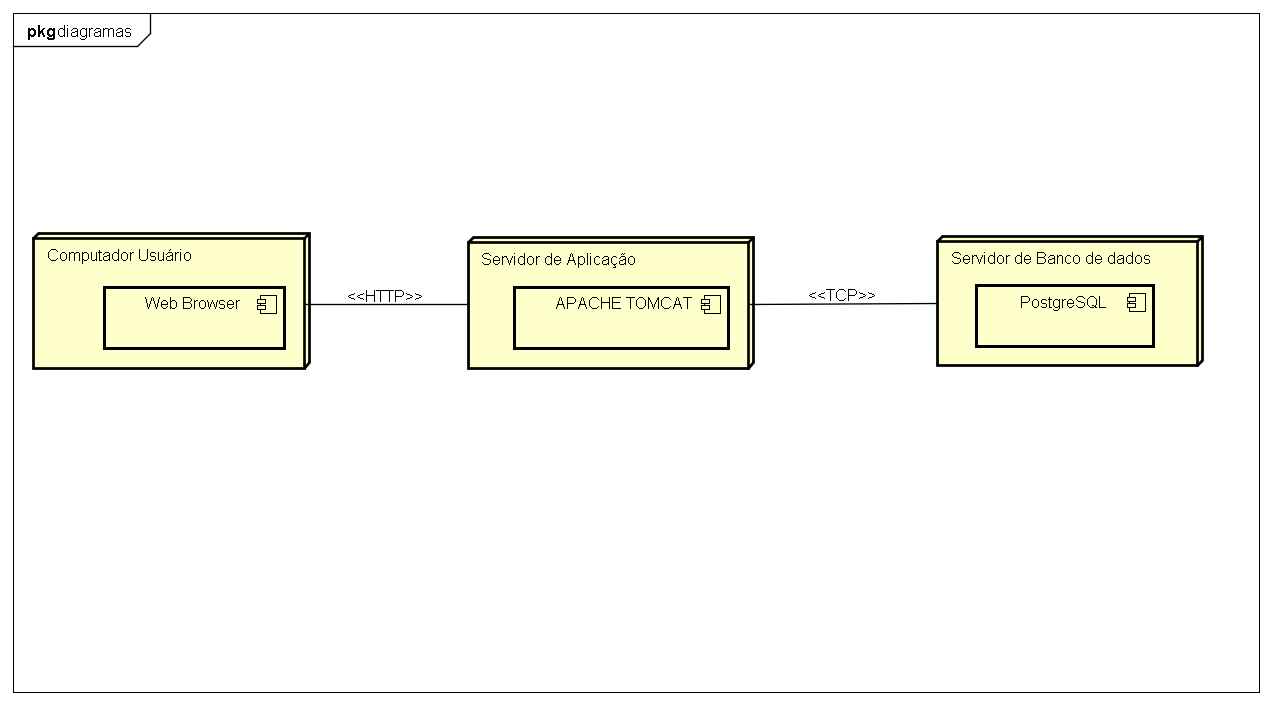 pkg diagramas
Computador Usuário
Web Browser
<<HTTP>>
Servidor de Aplicação
APACHE TOMCAT
<<TCP>>
Servidor de Banco de dados
PostgreSQL